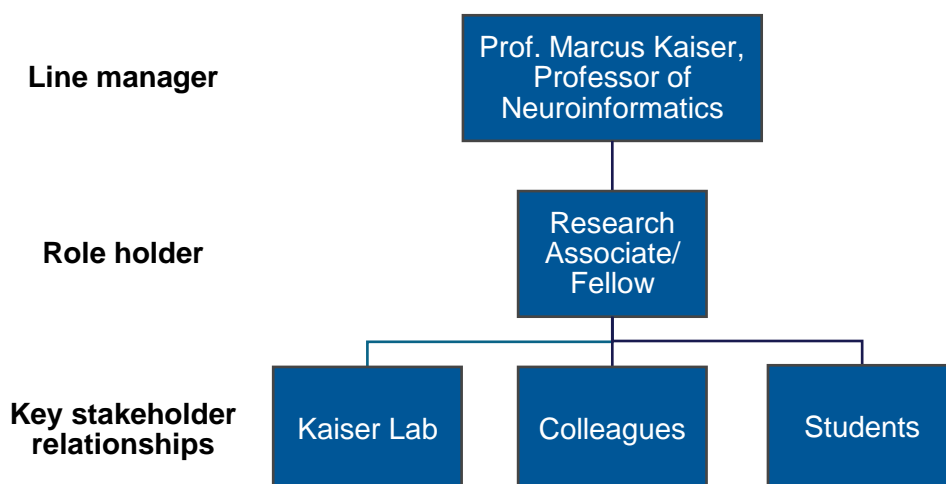 Line manager
Prof. Marcus Kaiser,
Professor of
Neuroinformatics
Role holder
Research
Associate/
Fellow
Key stakeholder
relationships
Kaiser Lab
Colleagues
Students